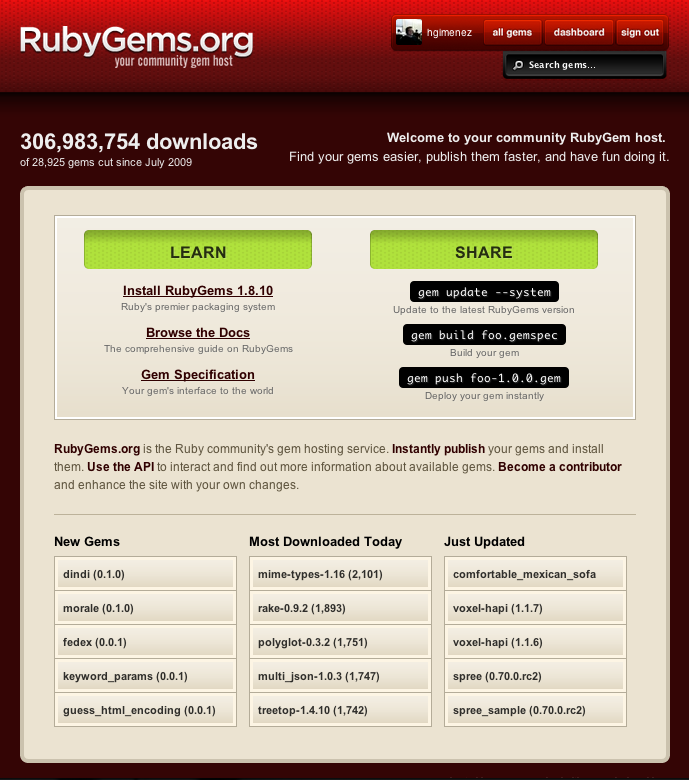 RubyGems.org
your community gem host
hgimenez
all gems
dashboard
sign out
Search gems...
306,983,754 downloads
of 28,925 gems cut since July 2009
Welcome to your community RubyGem host.
Find your gems easier, publish them faster, and have fun doing it.
LEARN
Install RubyGems 1.8.10
Ruby's premier packaging system
Browse the Docs
The comprehensive guide on RubyGems
Gem Specification
Your gem's interface to the world
SHARE
gem update --system
Update to the latest RubyGems version
gem build foo.gemspec
Build your gem
gem push foo-1.0.0.gem
Deploy your gem instantly
RubyGems.org is the Ruby community's gem hosting service. Instantly publish your gems and install
them. Use the API to interact and find out more information about available gems. Become a contributor
and enhance the site with your own changes.
New Gems
dindi (0.1.0)
morale (0.1.0)
fedex (0.0.1)
keyword_params (0.0.1)
guess_html_encoding (0.0.1)
Most Downloaded Today
mime-types-1.16 (2,101)
rake-0.9.2 (1,893)
polyglot-0.3.2 (1,751)
multi_json-1.0.3 (1,747)
treetop-1.4.10 (1,742)
Just Updated
comfortable_mexican_sofa
voxel-hapi (1.1.7)
voxel-hapi (1.1.6)
spree (0.70.0.rc2)
spree_sample (0.70.0.rc2)